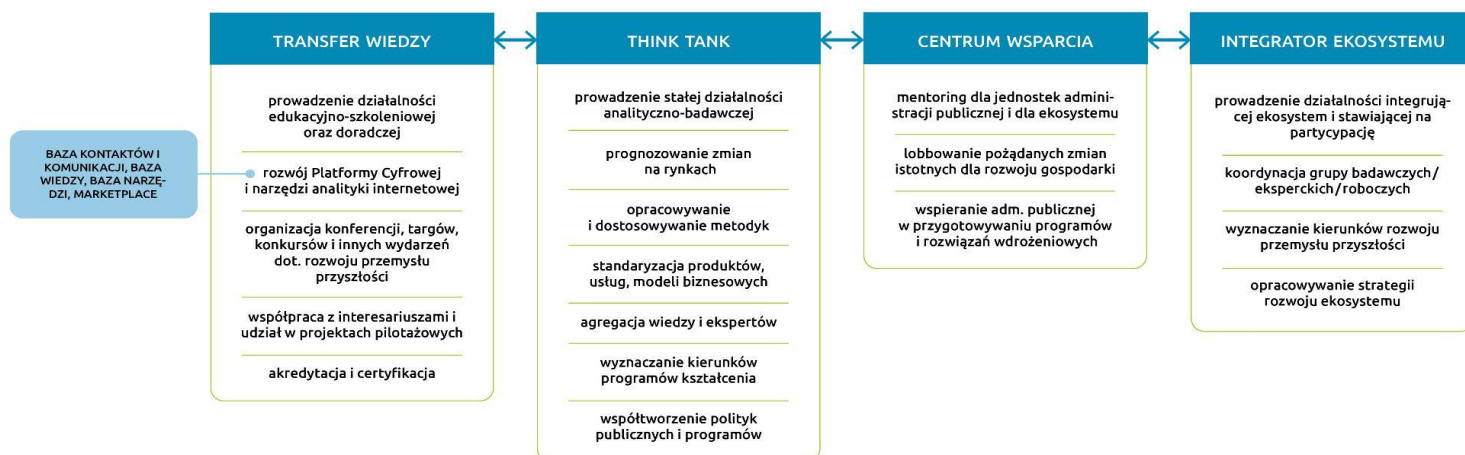 TRANSFER WIEDZY
prowadzenie działalności
edukacyjno-szkoleniowej
oraz doradczej
BAZA KONTAKTÓW I
KOMUNIKACJI, BAZA
WIEDZY, BAZA NARZĘ-
DZI, MARKETPLACE
rozwój Platformy Cyfrowej
i narzędzi analityki internetowej
organizacja konferencji, targów,
konkursów i innych wydarzeń
dot. rozwoju przemysłu
przyszłości
współpraca z interesariuszami i
udział w projektach pilotażowych
akredytacja i certyfikacja
THINK TANK
prowadzenie stałej działalności
analityczno-badawczej
prognozowanie zmian
na rynkach
opracowywanie
i dostosowywanie metodyk
standaryzacja produktów,
usług, modeli biznesowych
agregacja wiedzy i ekspertów
wyznaczanie kierunków
programów kształcenia
współtworzenie polityk
publicznych i programów
CENTRUM WSPARCIA
mentoring dla jednostek admini-
stracji publicznej i dla ekosystemu
lobbowanie pożądanych zmian
istotnych dla rozwoju gospodarki
wspieranie adm. publicznej
w przygotowywaniu programów
i rozwiązań wdrożeniowych
INTEGRATOR EKOSYSTEMU
prowadzenie działalności integrują-
cej ekosystem i stawiającej na
partycypację
koordynacja grupy badawczych/
eksperckich/roboczych
wyznaczanie kierunków rozwoju
przemysłu przyszłości
opracowywanie strategii
rozwoju ekosystemu